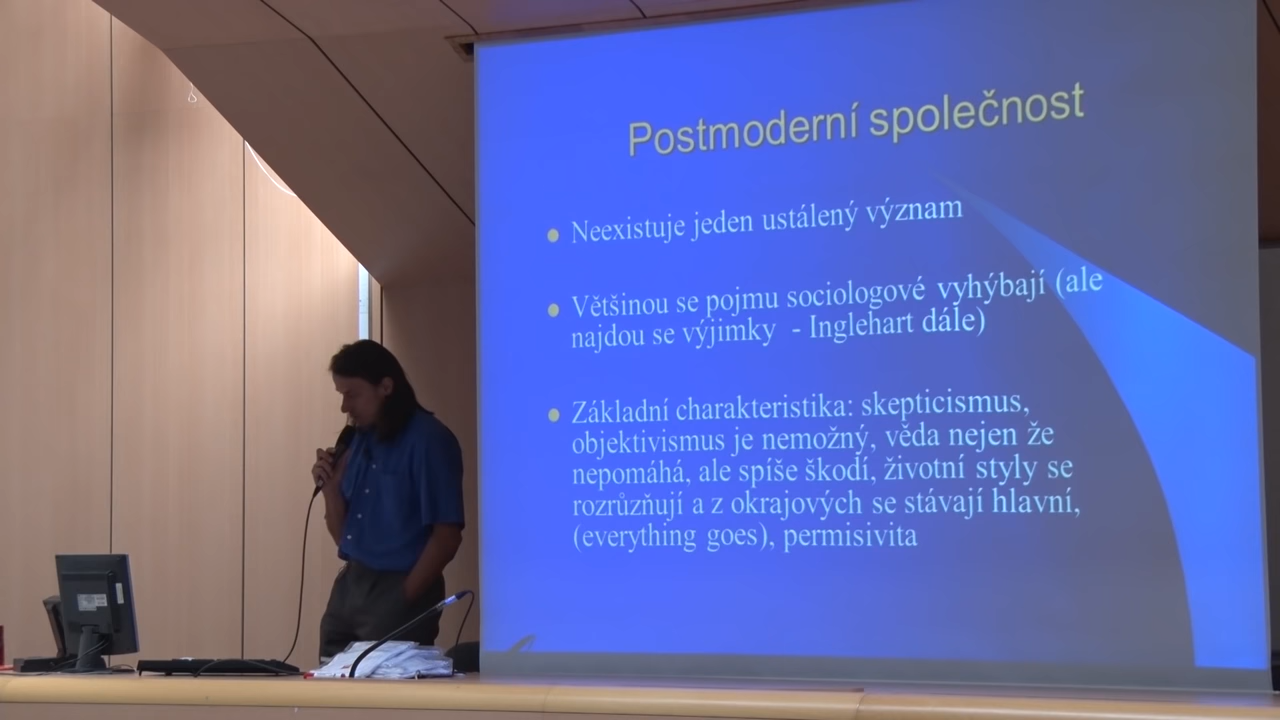 Postmoderní společnost
Neexistuje jeden ustálený význam
Většinou se pojmu sociologové vyhýbají (ale
najdou se výjimky - Inglehart dále)
Základní charakteristika: skepticismus,
objektivismus je nemožný, věda nejen že
nepomáhá, ale spíše škodí, životní styly se
rozrůzňují a z okrajových se stávají hlavní,
(everything goes), permisivita